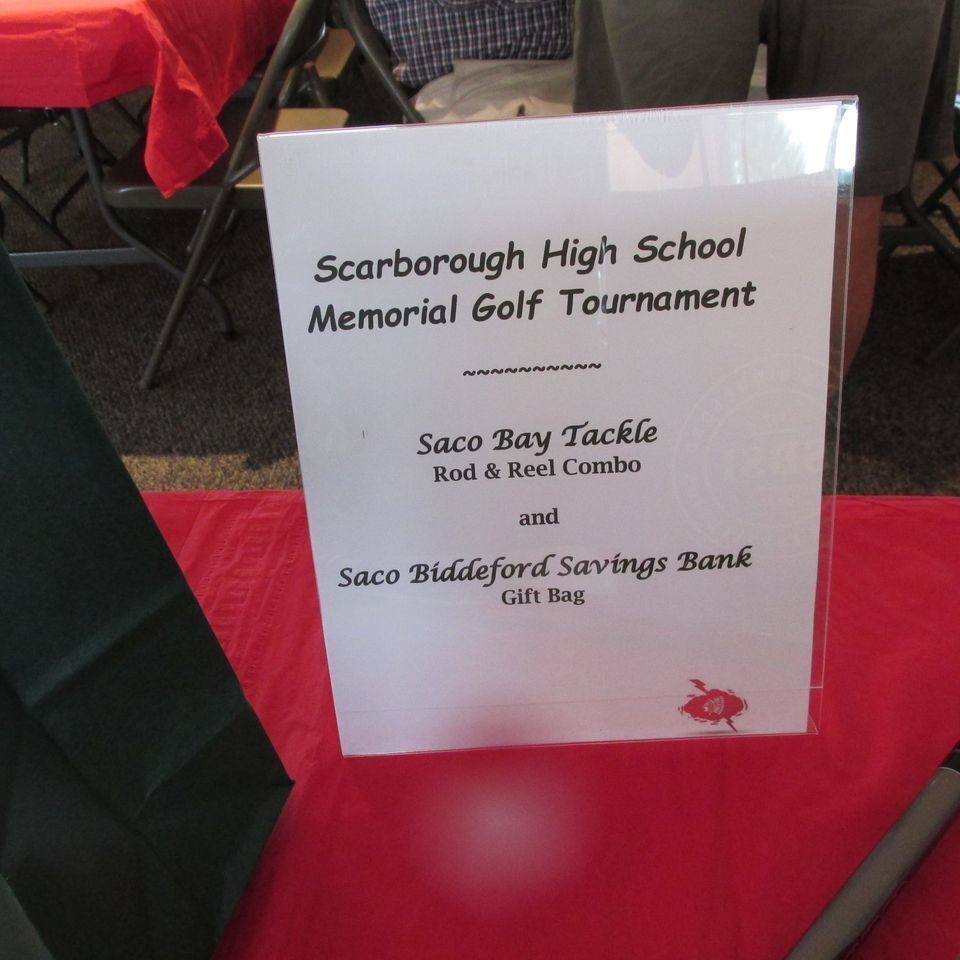 Scarborough High School
Memorial Golf Tournament
~~~~~~~~~~
Saco Bay Tackle
Rod & Reel Combo
and
Saco Biddeford Savings Bank
Gift Bag